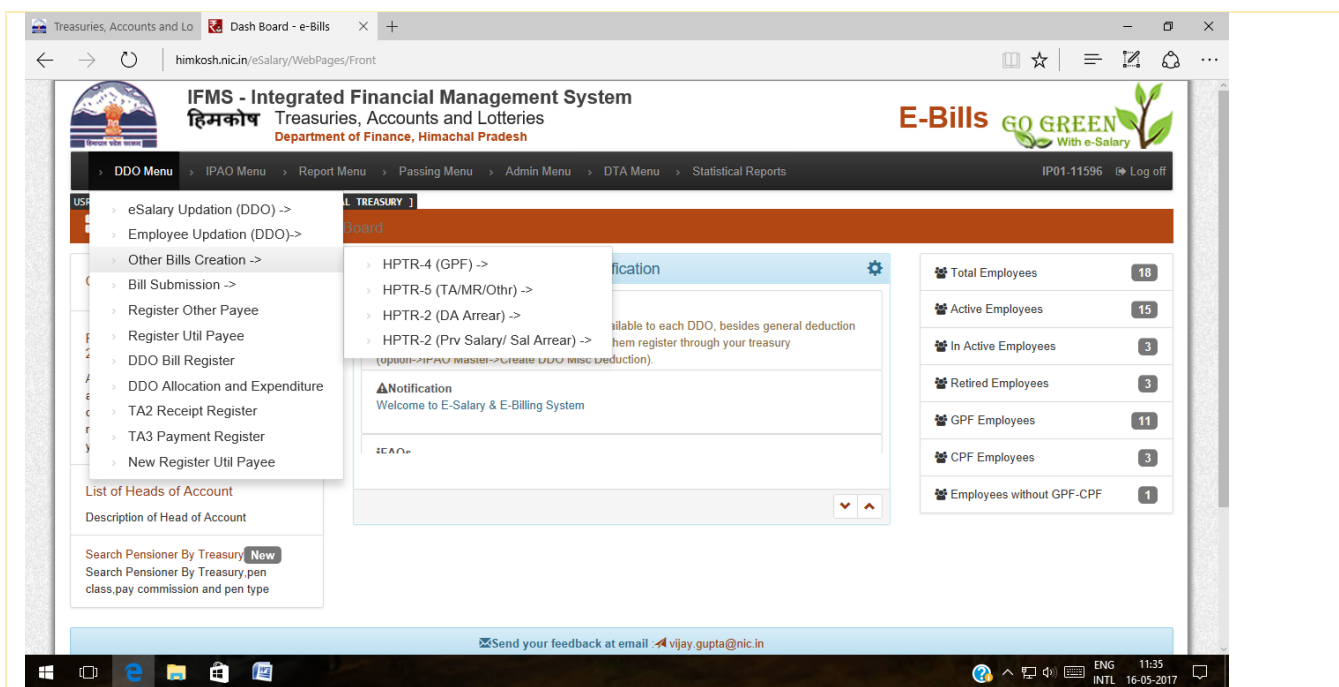 Treasuries, Accounts and Lo
Dash Board - e-Bills
himkosh.nic.in/eSalary/WebPages/Front
IFMS - Integrated Financial Management System
हिमकोष Treasuries, Accounts and Lotteries
Department of Finance, Himachal Pradesh
E-Bills
GO GREEN
With e-Salary
DDO Menu
IPAO Menu
Report Menu
Passing Menu
Admin Menu
DTA Menu
Statistical Reports
IP01-11596
Log off
TREASURY ]
Board
eSalary Updation (DDO) ->
Employee Updation (DDO)->
Other Bills Creation ->
Bill Submission ->
Register Other Payee
Register Util Payee
DDO Bill Register
DDO Allocation and Expenditure
TA2 Receipt Register
TA3 Payment Register
New Register Util Payee
HPTR-4 (GPF) ->
HPTR-5 (TA/MR/Othr) ->
HPTR-2 (DA Arrear) ->
HPTR-2 (Prv Salary/ Sal Arrear) ->
to each DDO, besides general deduction
register through your treasury
(option->IPAO Master->Create DDO Misc Deduction).
Notification
Welcome to E-Salary & E-Billing System
Total Employees 18
Active Employees 15
In Active Employees 3
Retired Employees 3
GPF Employees 11
CPF Employees 3
Employees without GPF-CPF 1
List of Heads of Account
Description of Head of Account
Search Pensioner By Treasury New
Search Pensioner By Treasury,pen
class,pay commission and pen type
Send your feedback at email : vijay.gupta@nic.in
ENG
INTL
11:35
16-05-2017